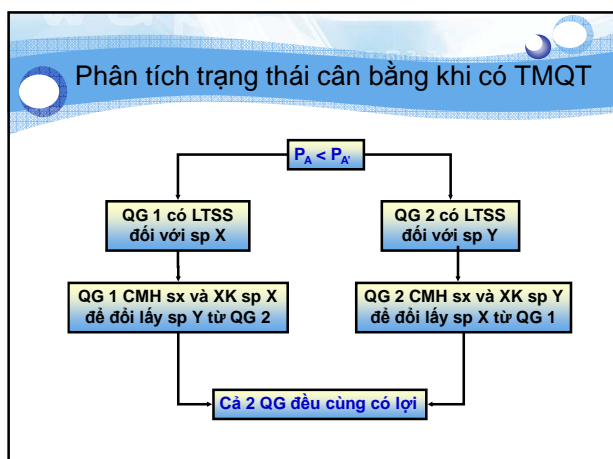 Phân tích trạng thái cân bằng khi có TMQT
PA < PA'
QG 1 có LTSS
đối với sp X
QG 2 có LTSS
đối với sp Y
QG 1 CMH sx và XK sp X
để đổi lấy sp Y từ QG 2
QG 2 CMH sx và XK sp Y
để đổi lấy sp X từ QG 1
Cả 2 QG đều cùng có lợi